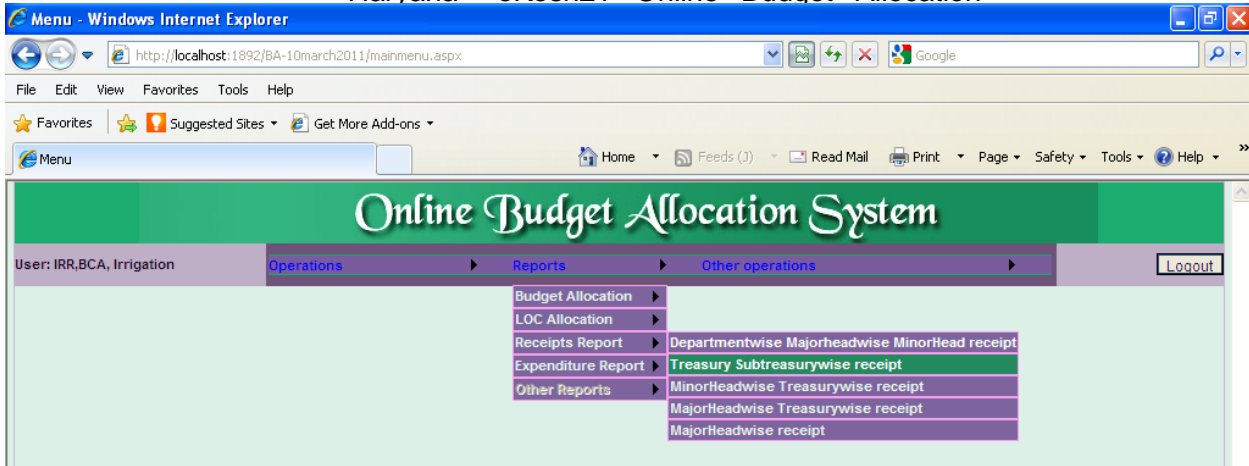 Online Budget Allocation
Menu - Windows Internet Explorer
http://localhost:1892/BA-10march2011/mainmenu.aspx
Google
File Edit View Favorites Tools Help
Favorites Suggested Sites Get More Add-ons
Menu Home Feeds (J) Read Mail Print Page Safety Tools Help »
Online Budget Allocation System
User: IRR,BCA, Irrigation Operations Reports Other operations Logout
Budget Allocation
LOC Allocation
Receipts Report Departmentwise Majorheadwise MinorHead receipt
Expenditure Report Treasury Subtreasurywise receipt
Other Reports MinorHeadwise Treasurywise receipt
MajorHeadwise Treasurywise receipt
MajorHeadwise receipt